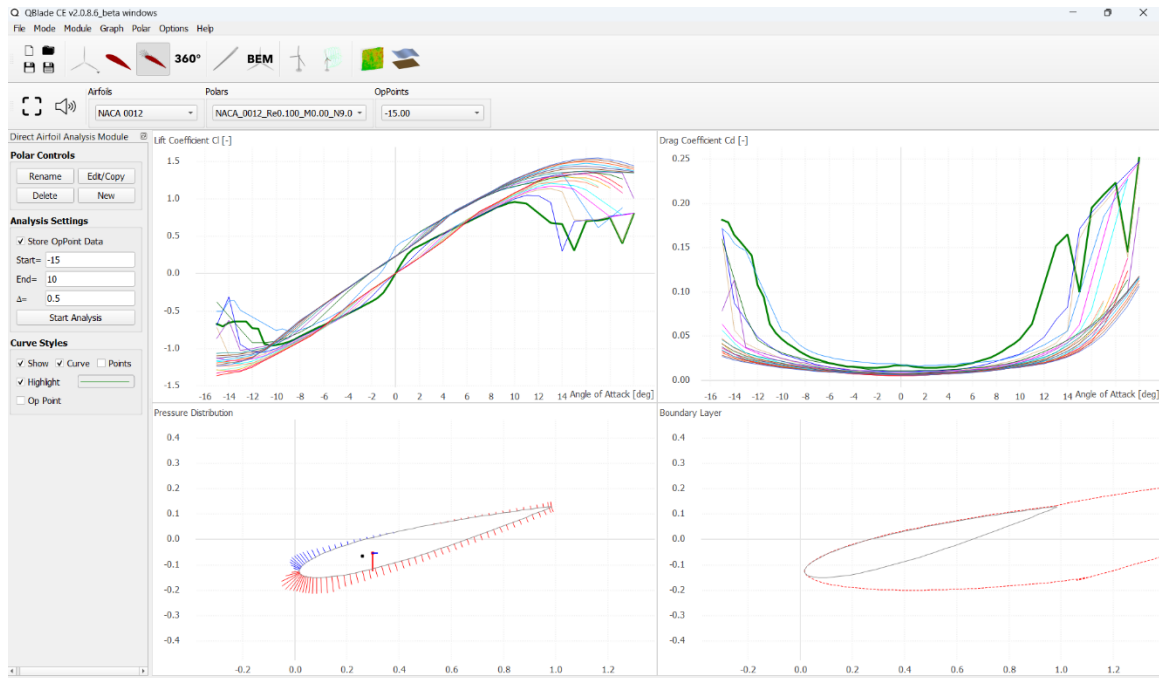 QBlade CE v2.0.8.6_beta windows
File Mode Module Graph Polar Options Help
360°
BEM
Airfoils Polars OpPoints
NACA 0012 NACA_0012_Re0.100_M0.00_N9.0 -15.00
Direct Airfoil Analysis Module
Polar Controls
Rename Edit/Copy
Delete New
Analysis Settings
Store OpPoint Data
Start= -15
End= 10
Δ= 0.5
Start Analysis
Curve Styles
Show Curve Points
Highlight
Op Point
Lift Coefficient Cl [-]
1.5
1.0
0.5
0.0
-0.5
-1.0
-1.5
-16 -14 -12 -10 -8 -6 -4 -2 0 2 4 6 8 10 12 14 Angle of Attack [deg]
Drag Coefficient Cd [-]
0.25
0.20
0.15
0.10
0.05
0.00
-16 -14 -12 -10 -8 -6 -4 -2 0 2 4 6 8 10 12 14 Angle of Attack [deg]
Pressure Distribution
0.4
0.3
0.2
0.1
0.0
-0.1
-0.2
-0.3
-0.4
-0.2 0.0 0.2 0.4 0.6 0.8 1.0 1.2
Boundary Layer
0.4
0.3
0.2
0.1
0.0
-0.1
-0.2
-0.3
-0.4
-0.2 0.0 0.2 0.4 0.6 0.8 1.0 1.2